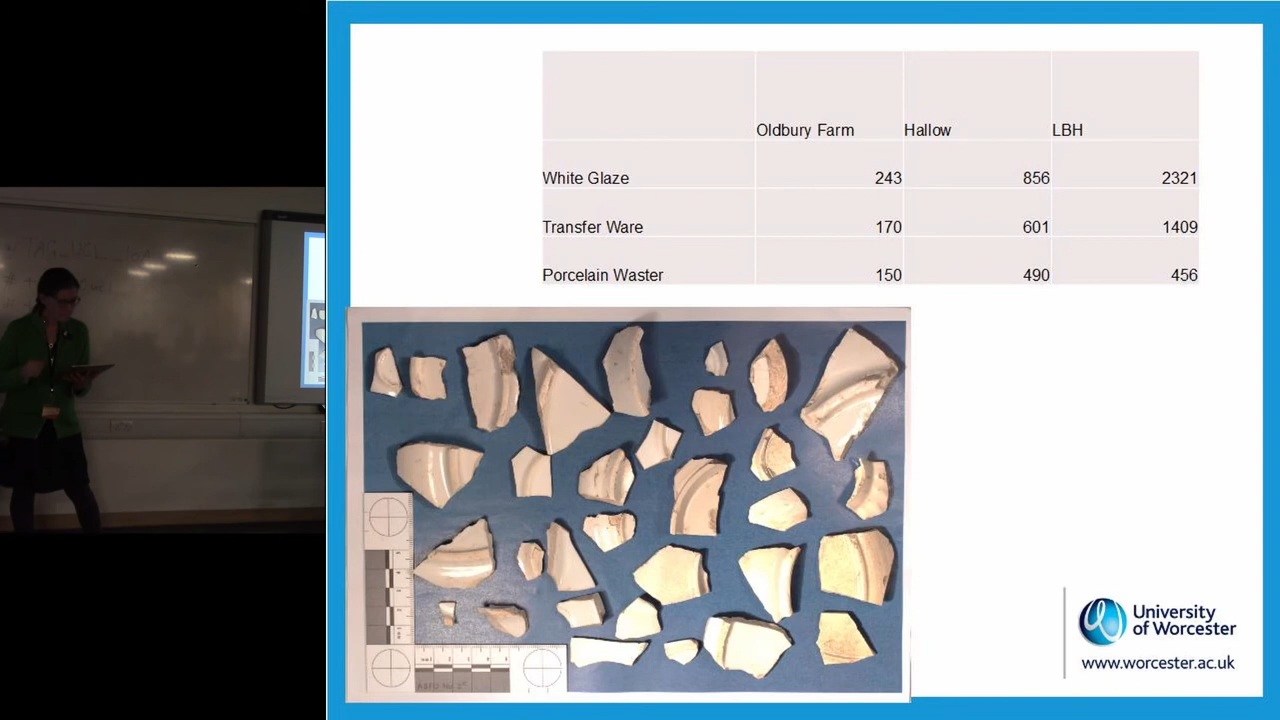 Oldbury Farm Hallow LBH
White Glaze 243 856 2321
Transfer Ware 170 601 1409
Porcelain Waster 150 490 456
University
of Worcester
www.worcester.ac.uk